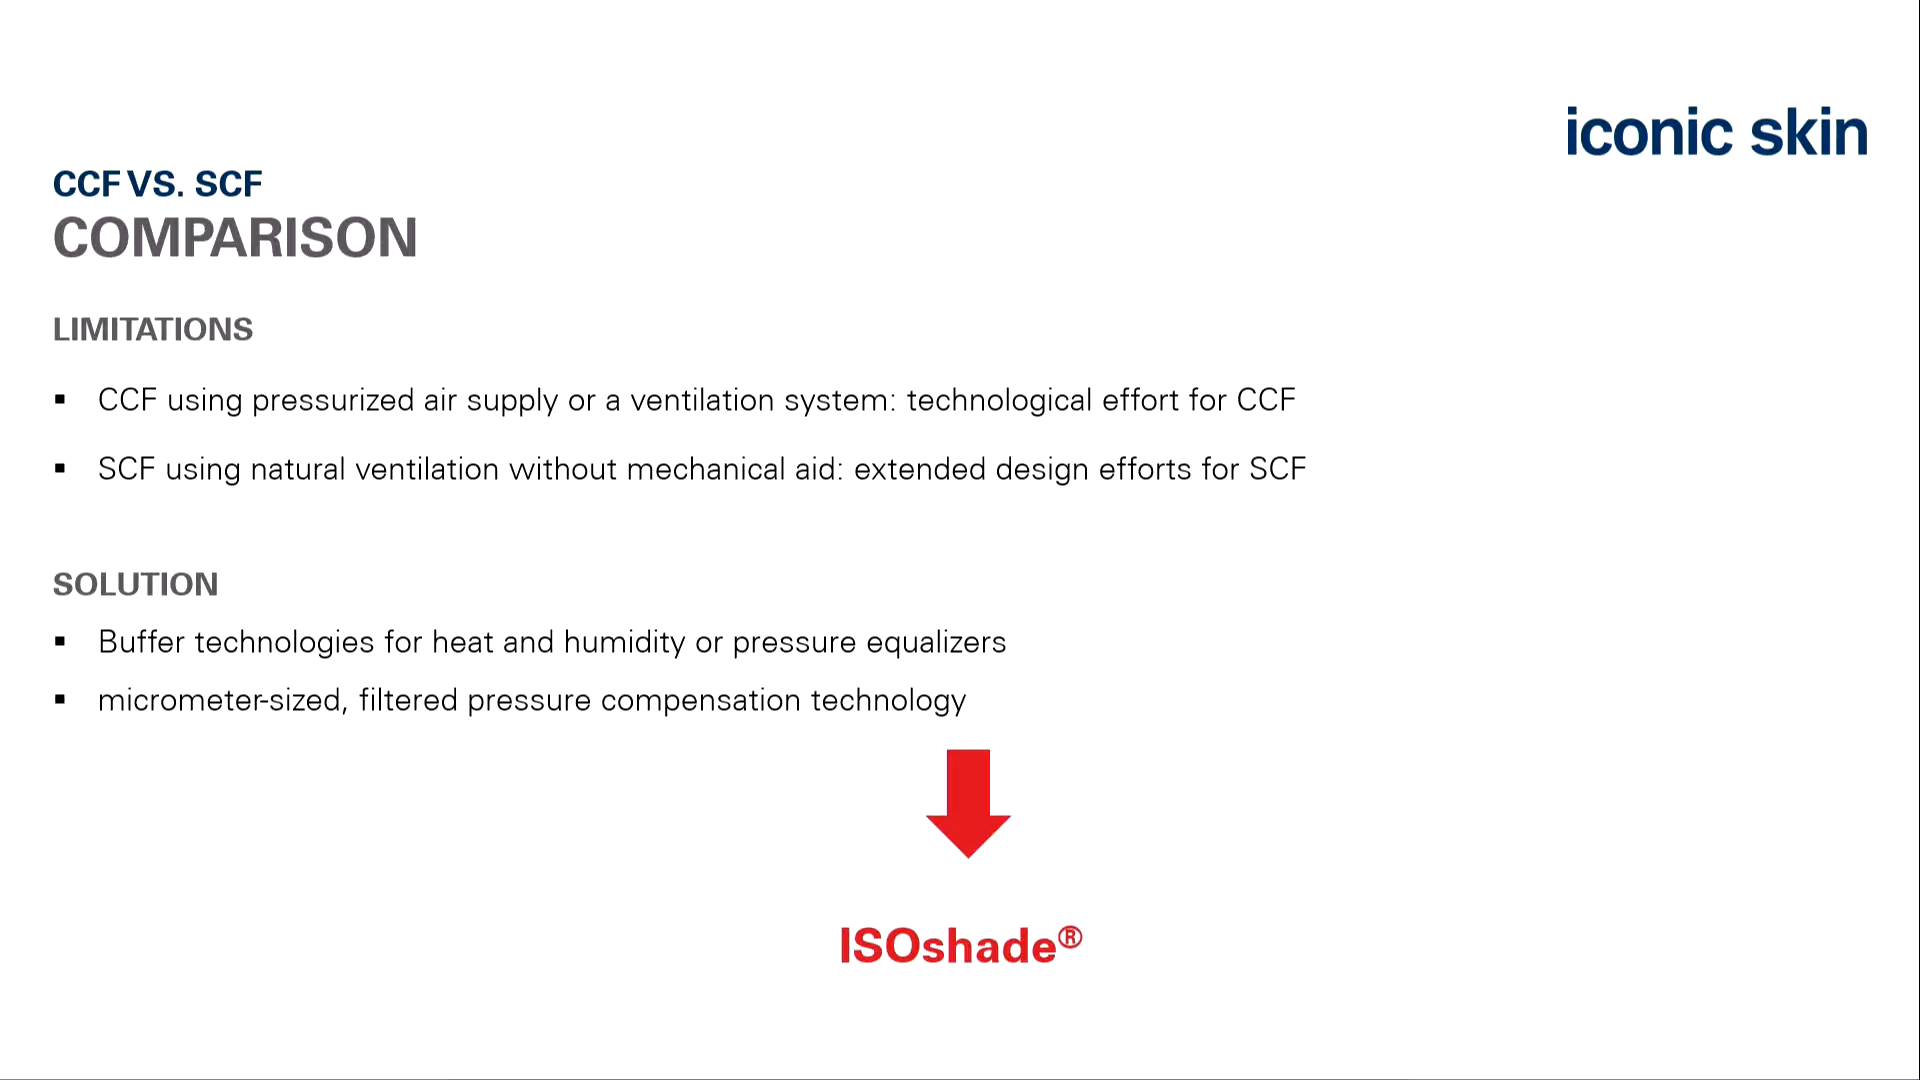 iconic skin
CCF VS. SCF
COMPARISON
LIMITATIONS
▪ CCF using pressurized air supply or a ventilation system: technological effort for CCF
▪ SCF using natural ventilation without mechanical aid: extended design efforts for SCF
SOLUTION
▪ Buffer technologies for heat and humidity or pressure equalizers
▪ micrometer-sized, filtered pressure compensation technology
ISOshade®